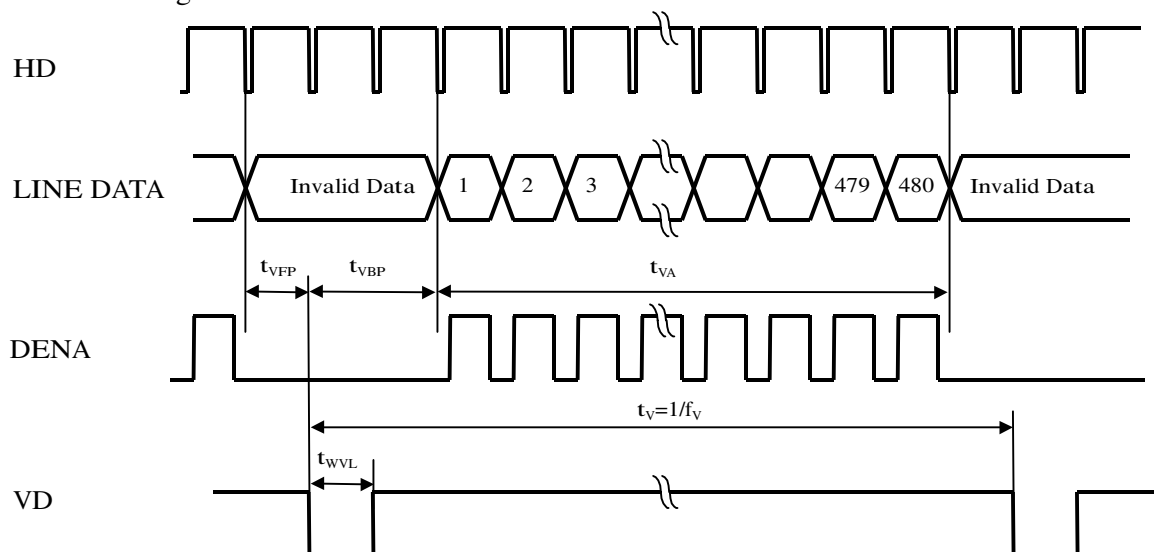 HD
LINE DATA
Invalid Data 1 2 3 479 480 Invalid Data
tVFP tVBP tVA
DENA
tV=1/fV
tWVL
VD